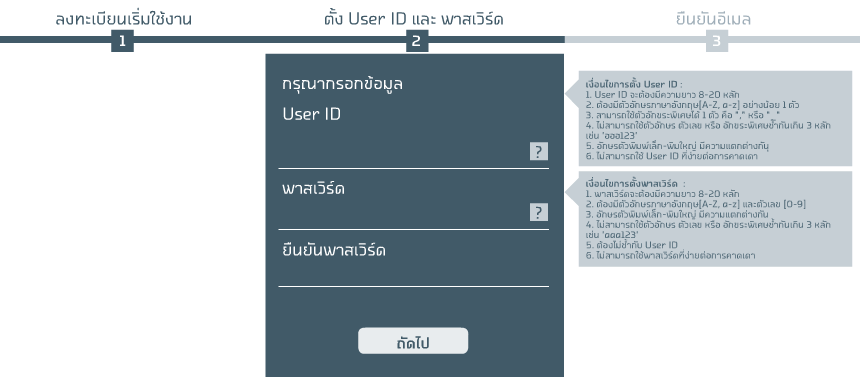 ลงทะเบียนเริ่มใช้งาน
ตั้ง User ID และ พาสเวิร์ด
ยืนยันอีเมล
1
2
3
กรุณากรอกข้อมูล
User ID
?
พาสเวิร์ด
?
ยืนยันพาสเวิร์ด
ถัดไป
เงื่อนไขการตั้ง User ID :
1. User ID จะต้องมีความยาว 8-20 หลัก
2. ต้องมีตัวอักษรภาษาอังกฤษ[A-Z, a-z] อย่างน้อย 1 ตัว
3. สามารถใช้ตัวอักขระพิเศษได้ 1 ตัว คือ "." หรือ "_"
4. ไม่สามารถใช้ตัวอักษร ตัวเลข หรือ อักขระพิเศษซ้ำกันเกิน 3 หลัก
เช่น 'aaa123'
5. อักษรตัวพิมพ์เล็ก-พิมใหญ่ มีความแตกต่างกัน
6. ไม่สามารถใช้ User ID ที่ง่ายต่อการคาดเดา
เงื่อนไขการตั้งพาสเวิร์ด :
1. พาสเวิร์ดจะต้องมีความยาว 8-20 หลัก
2. ต้องมีตัวอักษรภาษาอังกฤษ[A-Z, a-z] และตัวเลข [0-9]
3. อักษรตัวพิมพ์เล็ก-พิมใหญ่ มีความแตกต่างกัน
4. ไม่สามารถใช้ตัวอักษร ตัวเลข หรือ อักขระพิเศษซ้ำกันเกิน 3 หลัก
เช่น 'aaa123'
5. ต้องไม่ซ้ำกับ User ID
6. ไม่สามารถใช้พาสเวิร์ดที่ง่ายต่อการคาดเดา